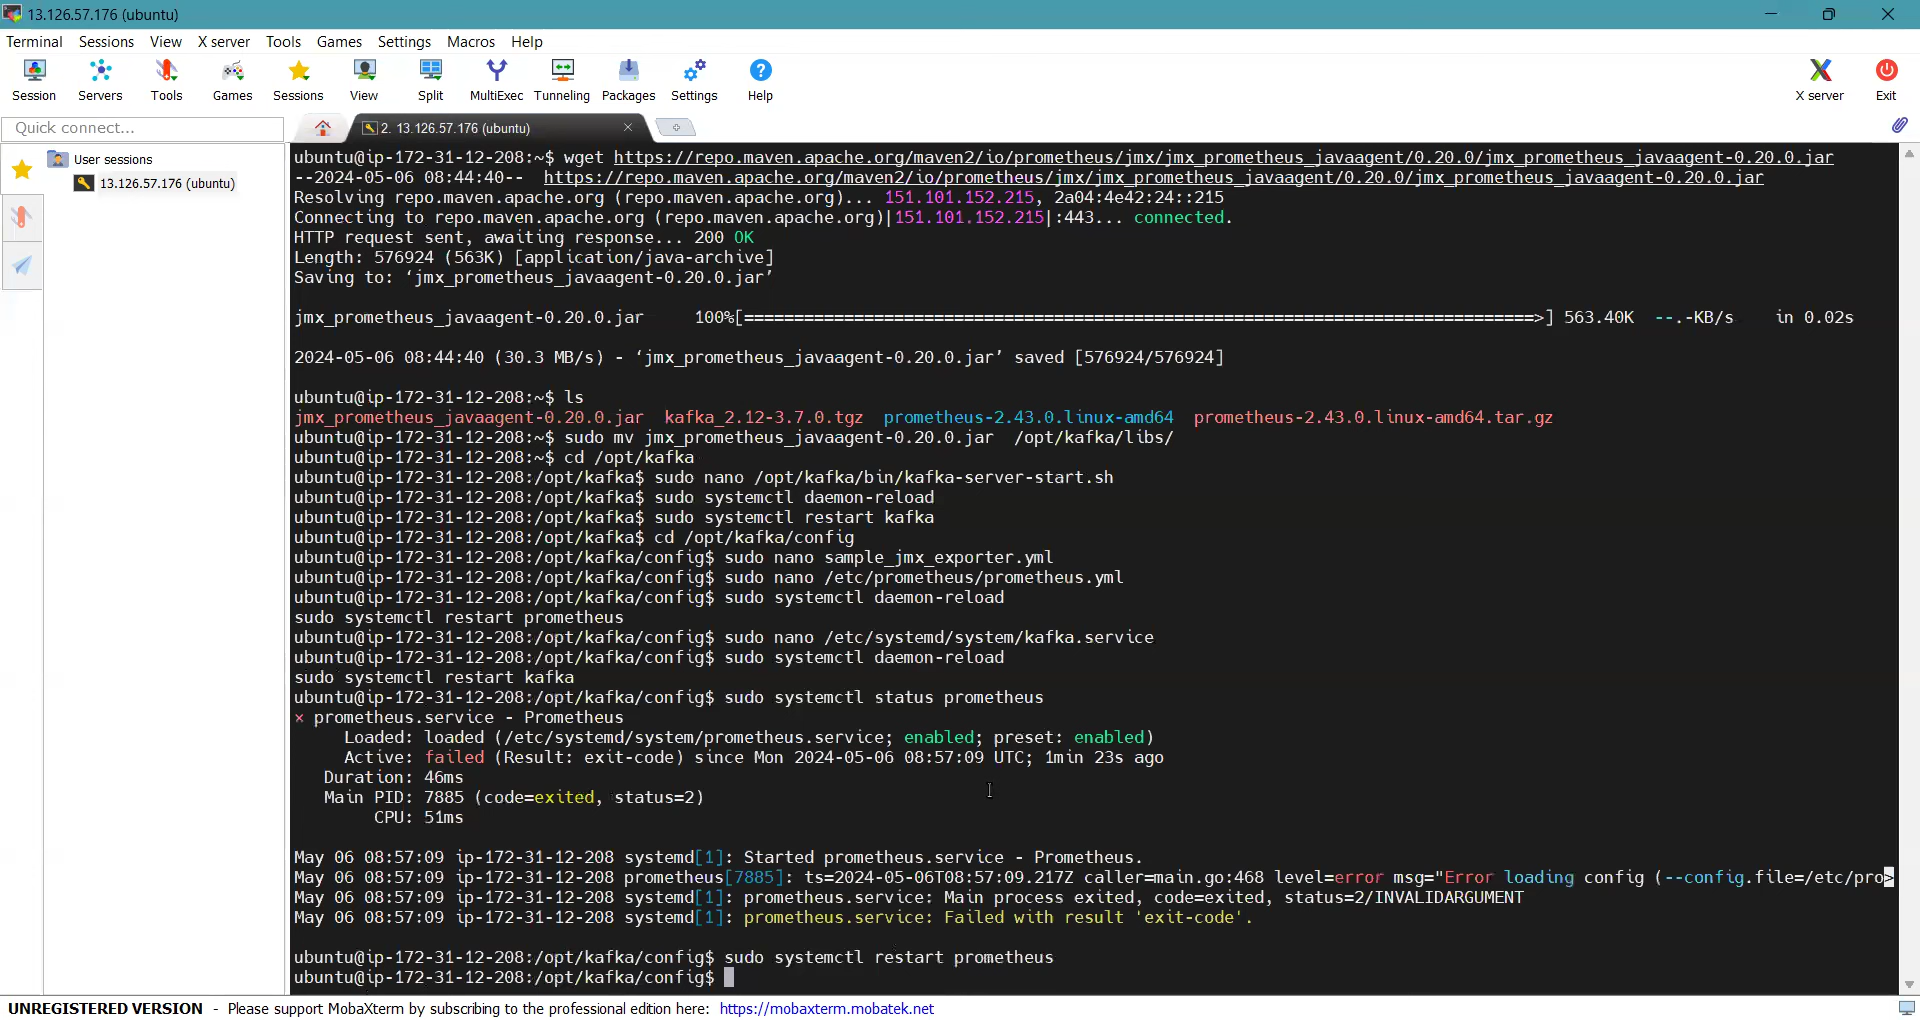 13.126.57.176 (ubuntu)
Terminal Sessions View X server Tools Games Settings Macros Help
Session Servers Tools Games Sessions View Split MultiExec Tunneling Packages Settings Help X server Exit
Quick connect...
2. 13.126.57.176 (ubuntu)
User sessions
13.126.57.176 (ubuntu)
ubuntu@ip-172-31-12-208:~$ wget https://repo.maven.apache.org/maven2/io/prometheus/jmx/jmx_prometheus_javaagent/0.20.0/jmx_prometheus_javaagent-0.20.0.jar
--2024-05-06 08:44:40--  https://repo.maven.apache.org/maven2/io/prometheus/jmx/jmx_prometheus_javaagent/0.20.0/jmx_prometheus_javaagent-0.20.0.jar
Resolving repo.maven.apache.org (repo.maven.apache.org)... 151.101.152.215, 2a04:4e42:24::215
Connecting to repo.maven.apache.org (repo.maven.apache.org)|151.101.152.215|:443... connected.
HTTP request sent, awaiting response... 200 OK
Length: 576924 (563K) [application/java-archive]
Saving to: ‘jmx_prometheus_javaagent-0.20.0.jar’
jmx_prometheus_javaagent-0.20.0.jar     100%[===============================================================================>] 563.40K  --.-KB/s    in 0.02s
2024-05-06 08:44:40 (30.3 MB/s) - ‘jmx_prometheus_javaagent-0.20.0.jar’ saved [576924/576924]
ubuntu@ip-172-31-12-208:~$ ls
jmx_prometheus_javaagent-0.20.0.jar  kafka_2.12-3.7.0.tgz  prometheus-2.43.0.linux-amd64  prometheus-2.43.0.linux-amd64.tar.gz
ubuntu@ip-172-31-12-208:~$ sudo mv jmx_prometheus_javaagent-0.20.0.jar  /opt/kafka/libs/
ubuntu@ip-172-31-12-208:~$ cd /opt/kafka
ubuntu@ip-172-31-12-208:/opt/kafka$ sudo nano /opt/kafka/bin/kafka-server-start.sh
ubuntu@ip-172-31-12-208:/opt/kafka$ sudo systemctl daemon-reload
ubuntu@ip-172-31-12-208:/opt/kafka$ sudo systemctl restart kafka
ubuntu@ip-172-31-12-208:/opt/kafka$ cd /opt/kafka/config
ubuntu@ip-172-31-12-208:/opt/kafka/config$ sudo nano sample_jmx_exporter.yml
ubuntu@ip-172-31-12-208:/opt/kafka/config$ sudo nano /etc/prometheus/prometheus.yml
ubuntu@ip-172-31-12-208:/opt/kafka/config$ sudo systemctl daemon-reload
sudo systemctl restart prometheus
ubuntu@ip-172-31-12-208:/opt/kafka/config$ sudo nano /etc/systemd/system/kafka.service
ubuntu@ip-172-31-12-208:/opt/kafka/config$ sudo systemctl daemon-reload
sudo systemctl restart kafka
ubuntu@ip-172-31-12-208:/opt/kafka/config$ sudo systemctl status prometheus
× prometheus.service - Prometheus
Loaded: loaded (/etc/systemd/system/prometheus.service; enabled; preset: enabled)
Active: failed (Result: exit-code) since Mon 2024-05-06 08:57:09 UTC; 1min 23s ago
Duration: 46ms
Main PID: 7885 (code=exited, status=2)
CPU: 51ms
May 06 08:57:09 ip-172-31-12-208 systemd[1]: Started prometheus.service - Prometheus.
May 06 08:57:09 ip-172-31-12-208 prometheus[7885]: ts=2024-05-06T08:57:09.217Z caller=main.go:468 level=error msg="Error loading config (--config.file=/etc/pro>
May 06 08:57:09 ip-172-31-12-208 systemd[1]: prometheus.service: Main process exited, code=exited, status=2/INVALIDARGUMENT
May 06 08:57:09 ip-172-31-12-208 systemd[1]: prometheus.service: Failed with result 'exit-code'.
ubuntu@ip-172-31-12-208:/opt/kafka/config$ sudo systemctl restart prometheus
ubuntu@ip-172-31-12-208:/opt/kafka/config$
UNREGISTERED VERSION - Please support MobaXterm by subscribing to the professional edition here: https://mobaxterm.mobatek.net